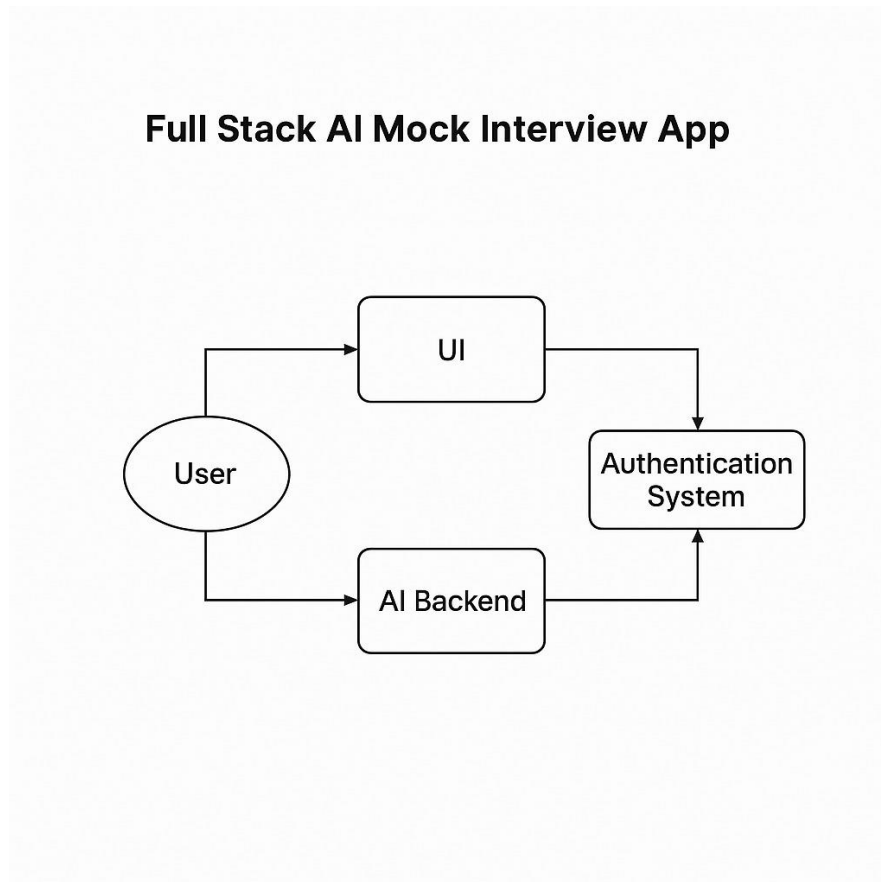 Full Stack AI Mock Interview App
UI
User
Authentication
System
AI Backend